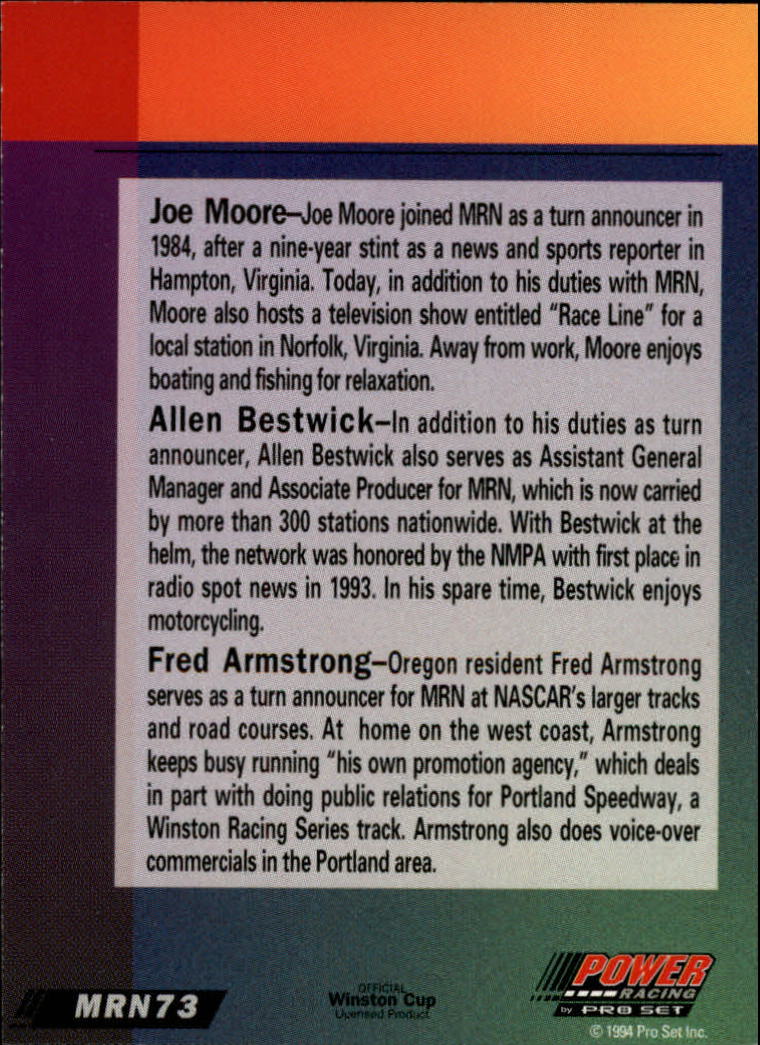 Joe Moore–Joe Moore joined MRN as a turn announcer in
1984, after a nine-year stint as a news and sports reporter in
Hampton, Virginia. Today, in addition to his duties with MRN,
Moore also hosts a television show entitled "Race Line" for a
local station in Norfolk, Virginia. Away from work, Moore enjoys
boating and fishing for relaxation.
Allen Bestwick–In addition to his duties as turn
announcer, Allen Bestwick also serves as Assistant General
Manager and Associate Producer for MRN, which is now carried
by more than 300 stations nationwide. With Bestwick at the
helm, the network was honored by the NMPA with first place in
radio spot news in 1993. In his spare time, Bestwick enjoys
motorcycling.
Fred Armstrong–Oregon resident Fred Armstrong
serves as a turn announcer for MRN at NASCAR's larger tracks
and road courses. At home on the west coast, Armstrong
keeps busy running "his own promotion agency," which deals
in part with doing public relations for Portland Speedway, a
Winston Racing Series track. Armstrong also does voice-over
commercials in the Portland area.
MRN73
OFFICIAL
Winston Cup
Licensed Product
POWER
RACING
by PRO SET
© 1994 Pro Set Inc.